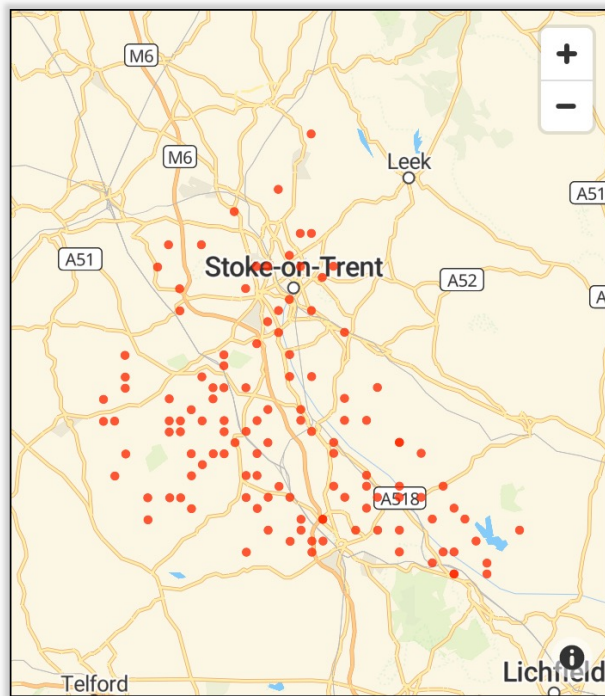 M6
+
−
M6
Leek
A51
A51
Stoke-on-Trent
A52
A
A518
Telford
Lichfield